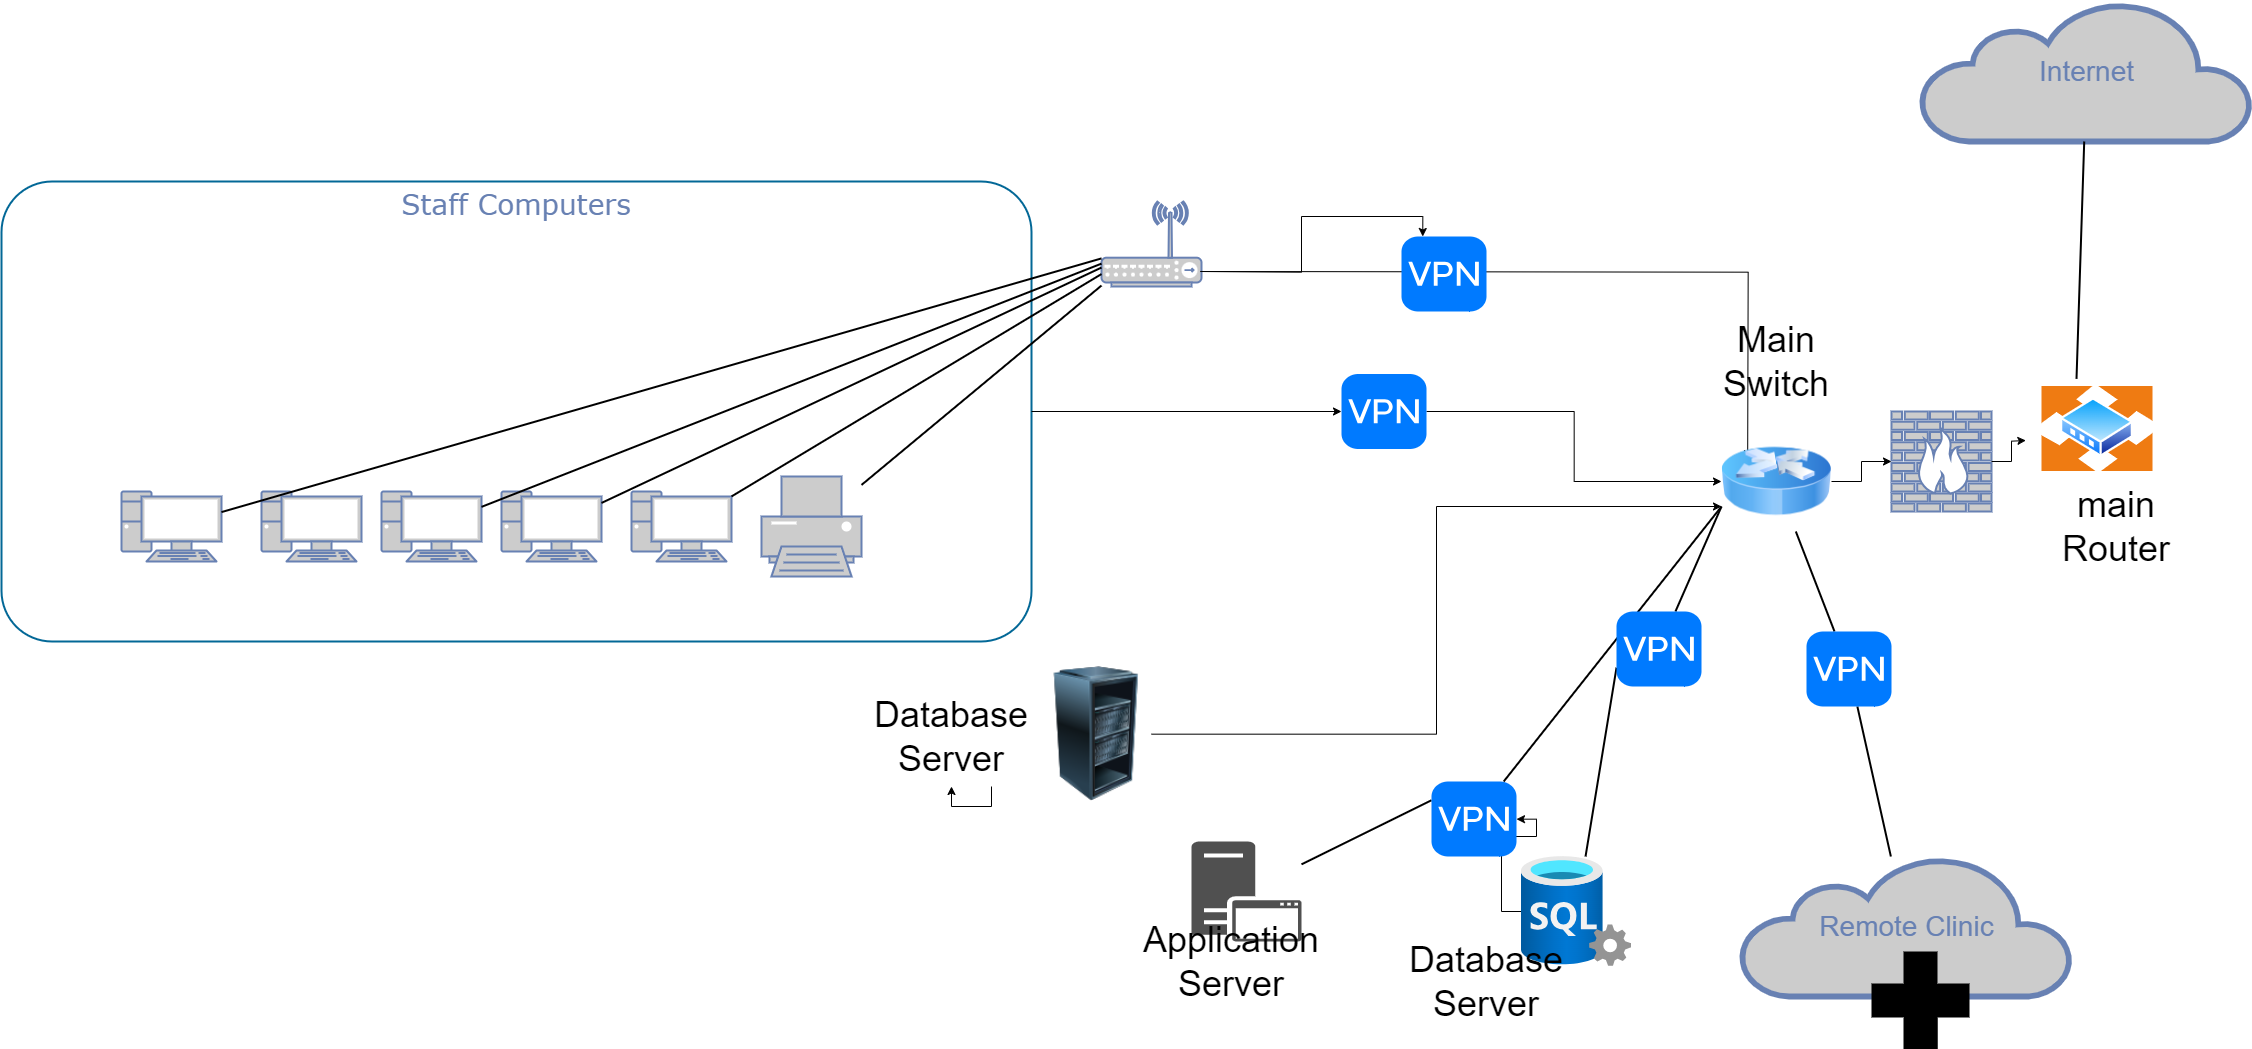 Internet
Staff Computers
VPN
Main
Switch
VPN
main
Router
VPN
VPN
Database
Server
VPN
SQL
Application
Server
Database
Server
Remote Clinic